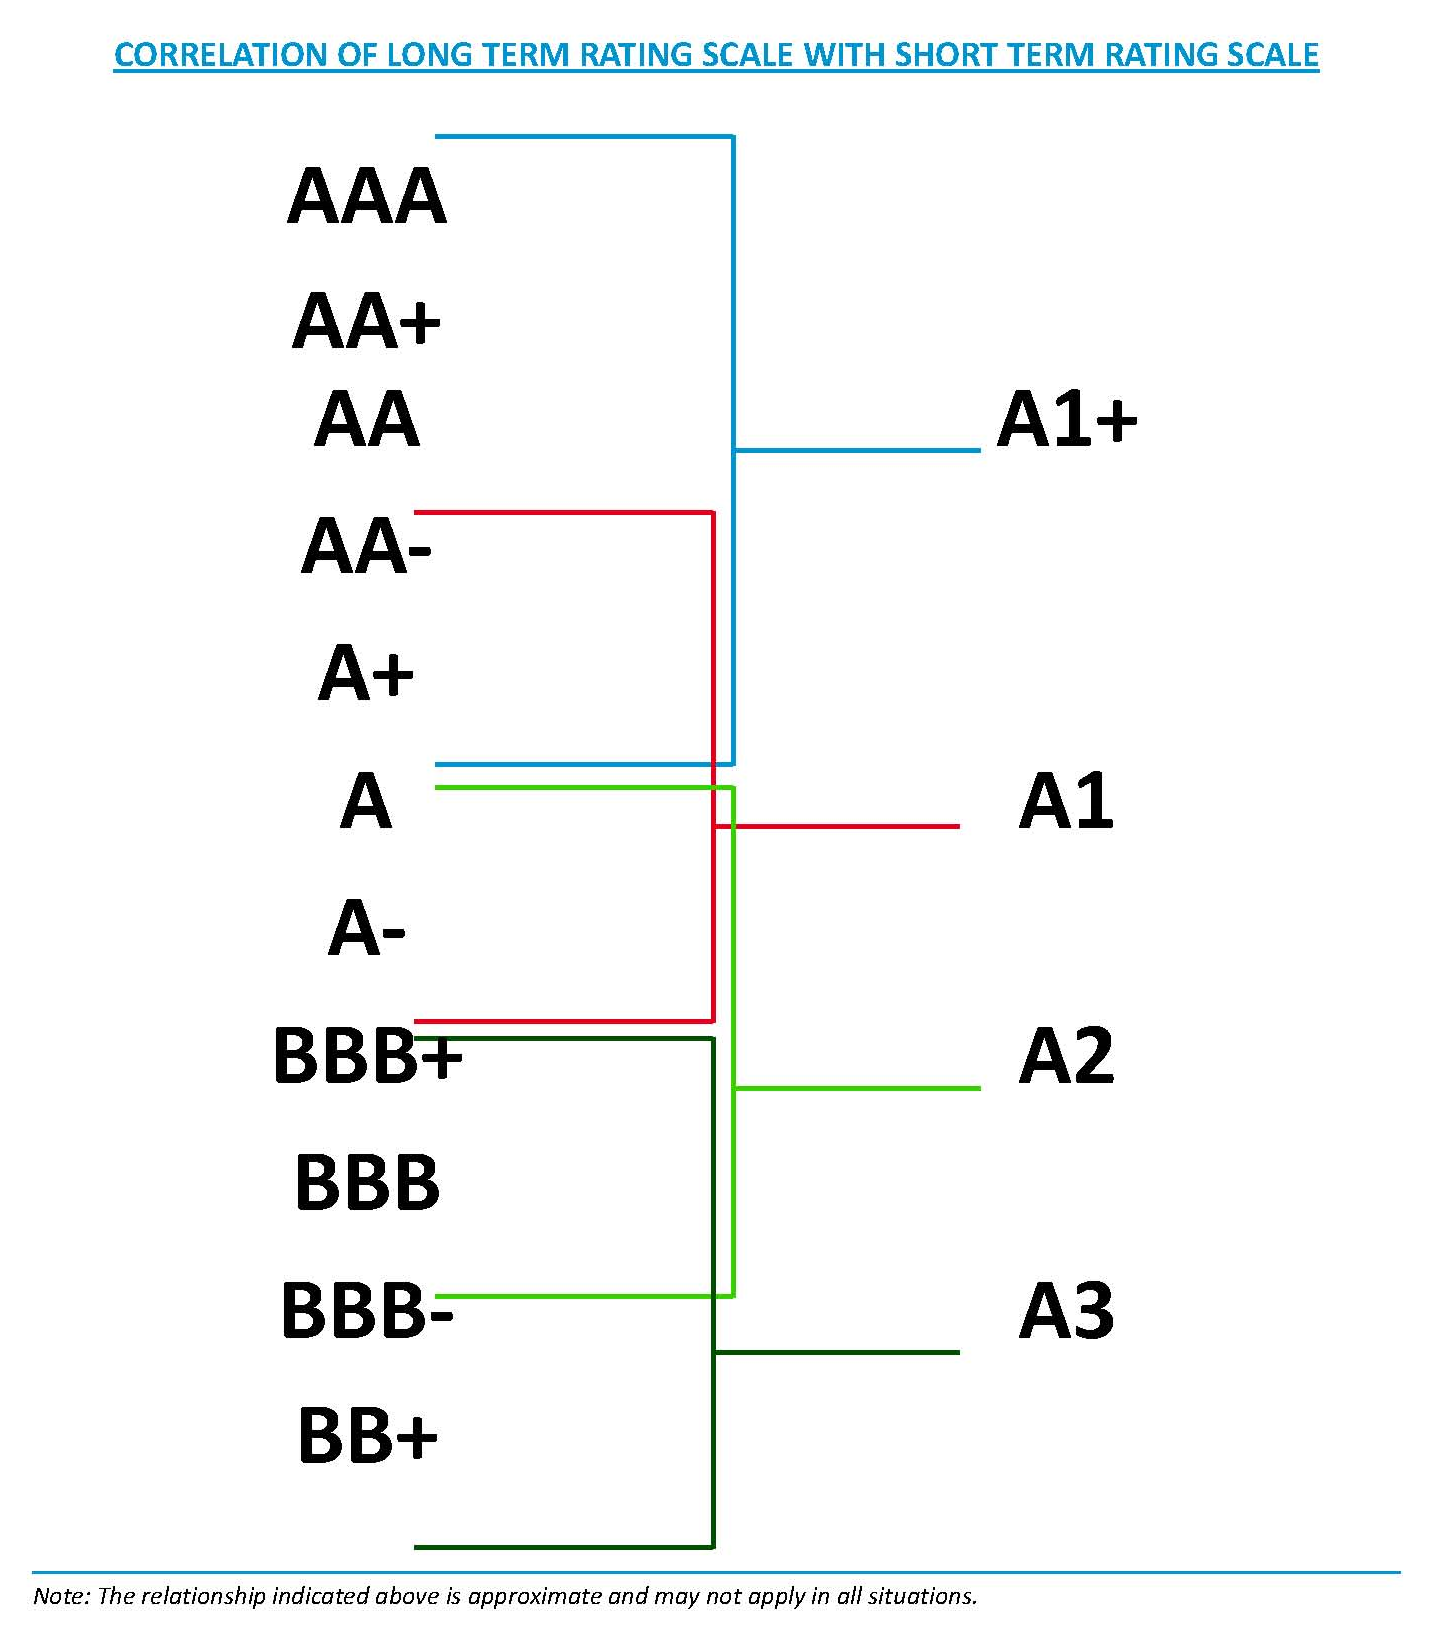 CORRELATION OF LONG TERM RATING SCALE WITH SHORT TERM RATING SCALE
AAA
AA+
AA
A1+
AA-
A+
A
A1
A-
BBB+
A2
BBB
BBB-
A3
BB+
Note: The relationship indicated above is approximate and may not apply in all situations.